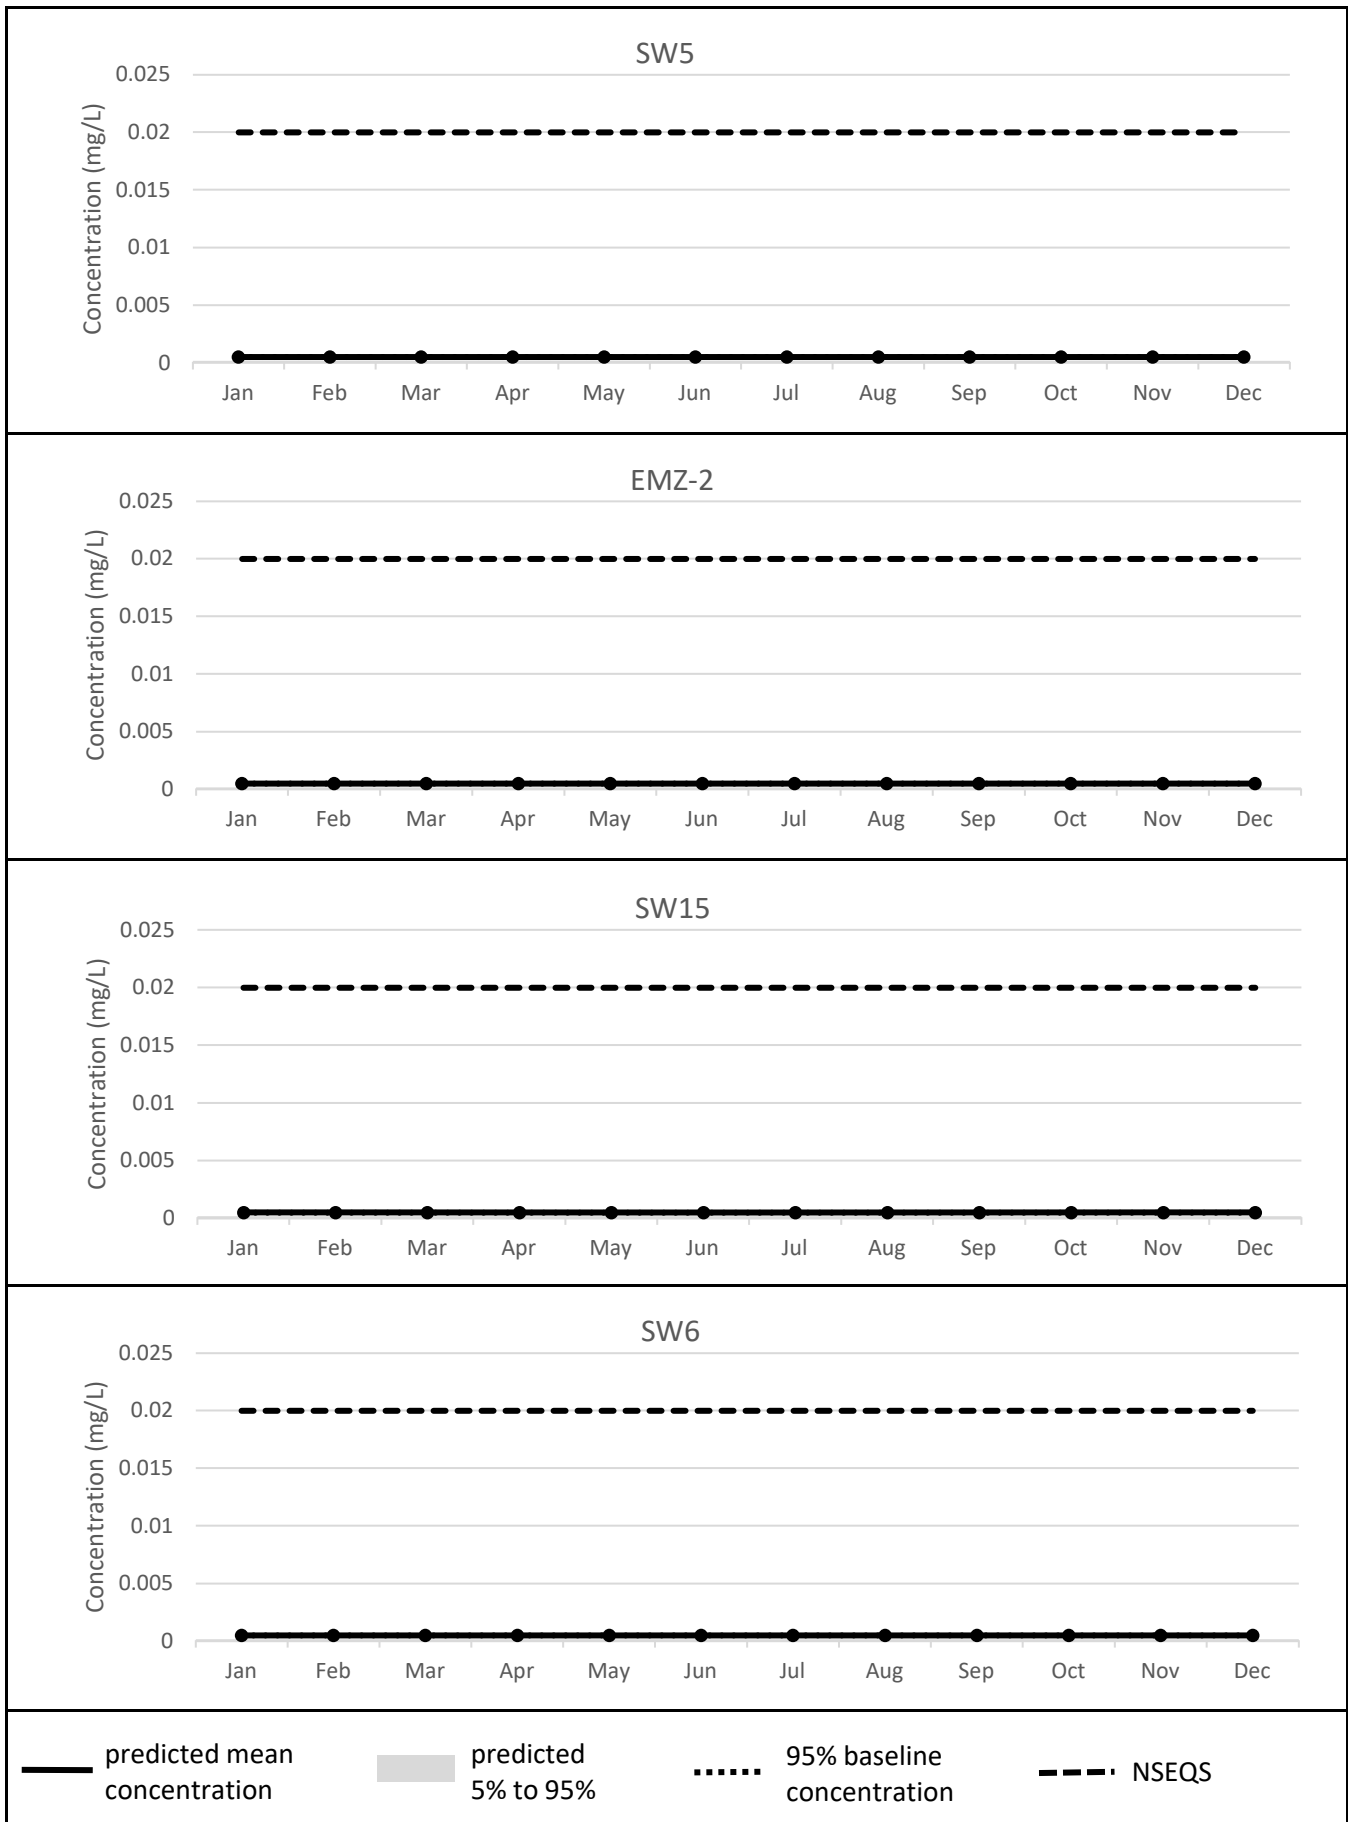 SW5
Concentration (mg/L)
0.025
0.02
0.015
0.01
0.005
0
Jan Feb Mar Apr May Jun Jul Aug Sep Oct Nov Dec
EMZ-2
Concentration (mg/L)
0.025
0.02
0.015
0.01
0.005
0
Jan Feb Mar Apr May Jun Jul Aug Sep Oct Nov Dec
SW15
Concentration (mg/L)
0.025
0.02
0.015
0.01
0.005
0
Jan Feb Mar Apr May Jun Jul Aug Sep Oct Nov Dec
SW6
Concentration (mg/L)
0.025
0.02
0.015
0.01
0.005
0
Jan Feb Mar Apr May Jun Jul Aug Sep Oct Nov Dec
predicted mean
concentration
predicted
5% to 95%
95% baseline
concentration
NSEQS